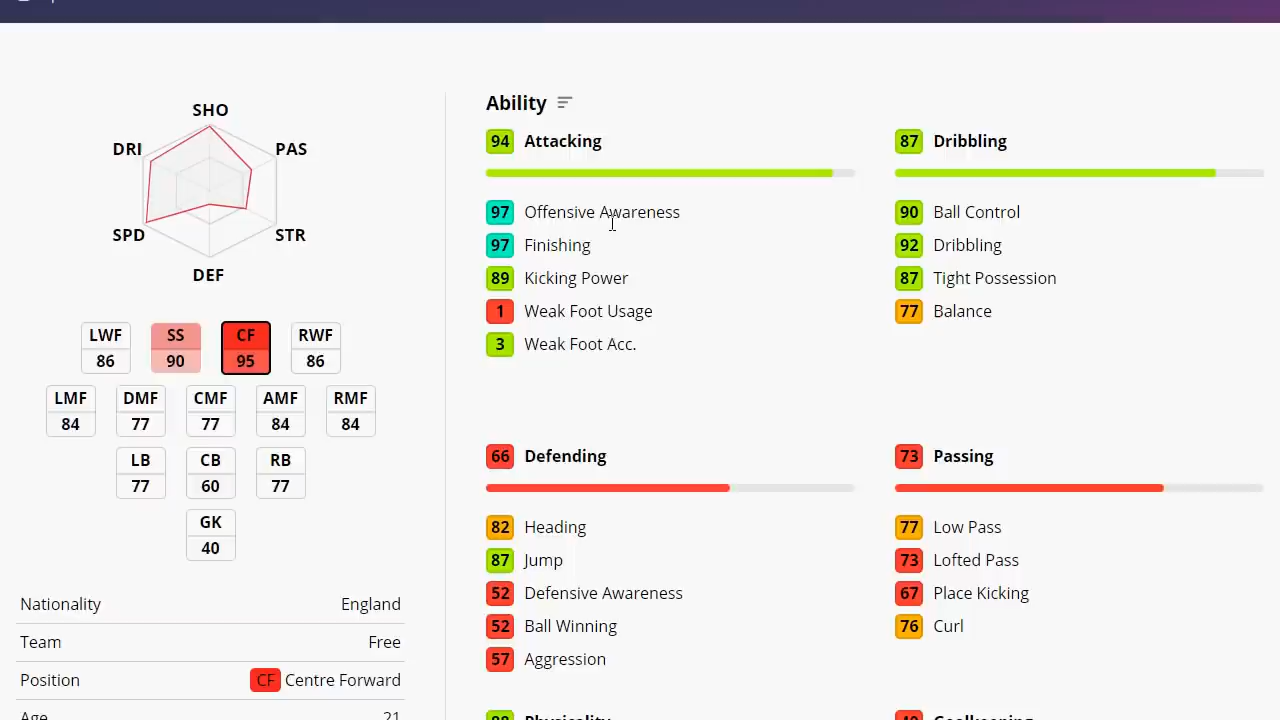 SHO
DRI
PAS
SPD
STR
DEF
LWF
86
SS
90
CF
95
RWF
86
LMF
84
DMF
77
CMF
77
AMF
84
RMF
84
LB
77
CB
60
RB
77
GK
40
Nationality England
Team Free
Position CF Centre Forward
Age 21
Ability
94 Attacking
97 Offensive Awareness
97 Finishing
89 Kicking Power
1 Weak Foot Usage
3 Weak Foot Acc.
87 Dribbling
90 Ball Control
92 Dribbling
87 Tight Possession
77 Balance
66 Defending
82 Heading
87 Jump
52 Defensive Awareness
52 Ball Winning
57 Aggression
73 Passing
77 Low Pass
73 Lofted Pass
67 Place Kicking
76 Curl
Physicality
40 Goalkeeping